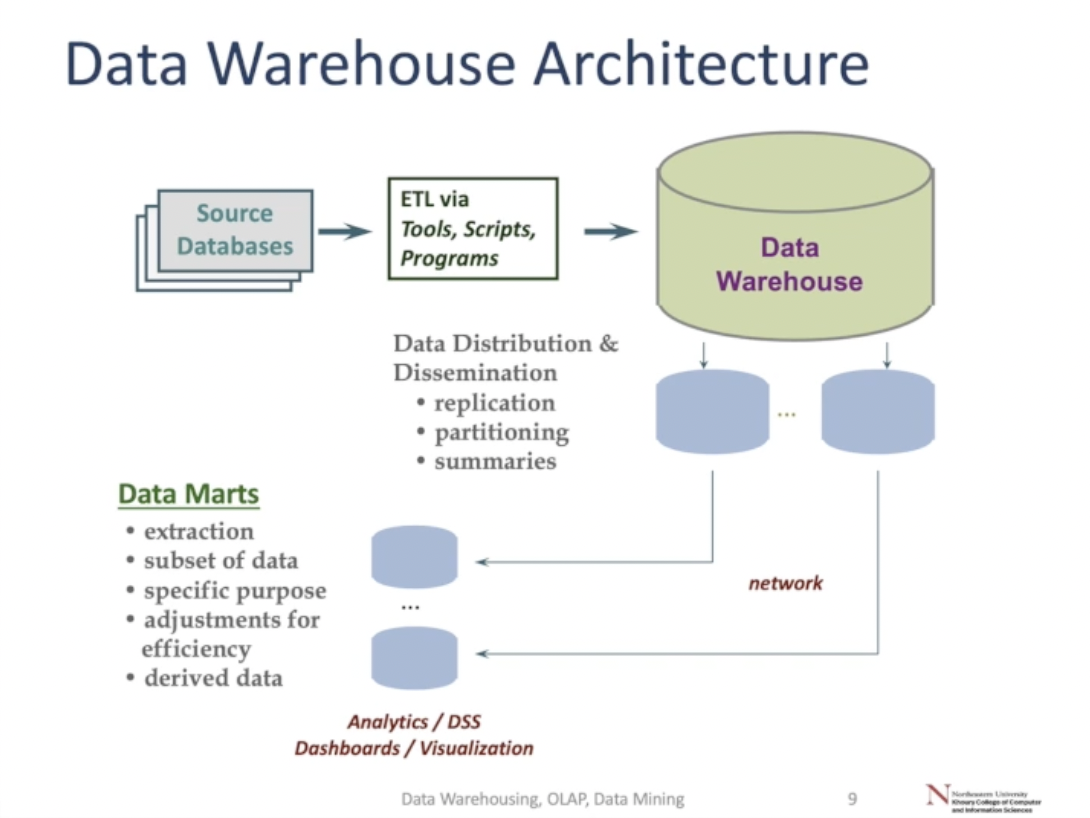 Data Warehouse Architecture
Source
Databases
ETL via
Tools, Scripts,
Programs
Data
Warehouse
Data Distribution &
Dissemination
• replication
• partitioning
• summaries
...
Data Marts
• extraction
• subset of data
• specific purpose
• adjustments for
efficiency
• derived data
...
network
Analytics / DSS
Dashboards / Visualization
Data Warehousing, OLAP, Data Mining
9
N
Northeastern University
Khoury College of Computer
and Information Sciences